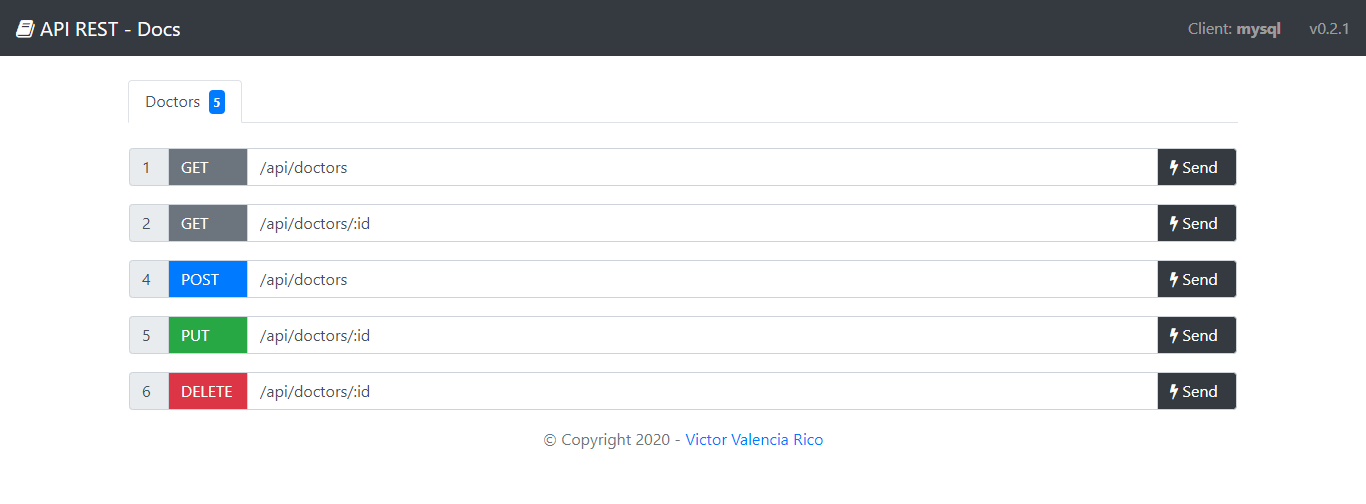 API REST - Docs Client: mysql v0.2.1
Doctors 5
1 GET /api/doctors Send
2 GET /api/doctors/:id Send
4 POST /api/doctors Send
5 PUT /api/doctors/:id Send
6 DELETE /api/doctors/:id Send
© Copyright 2020 - Victor Valencia Rico